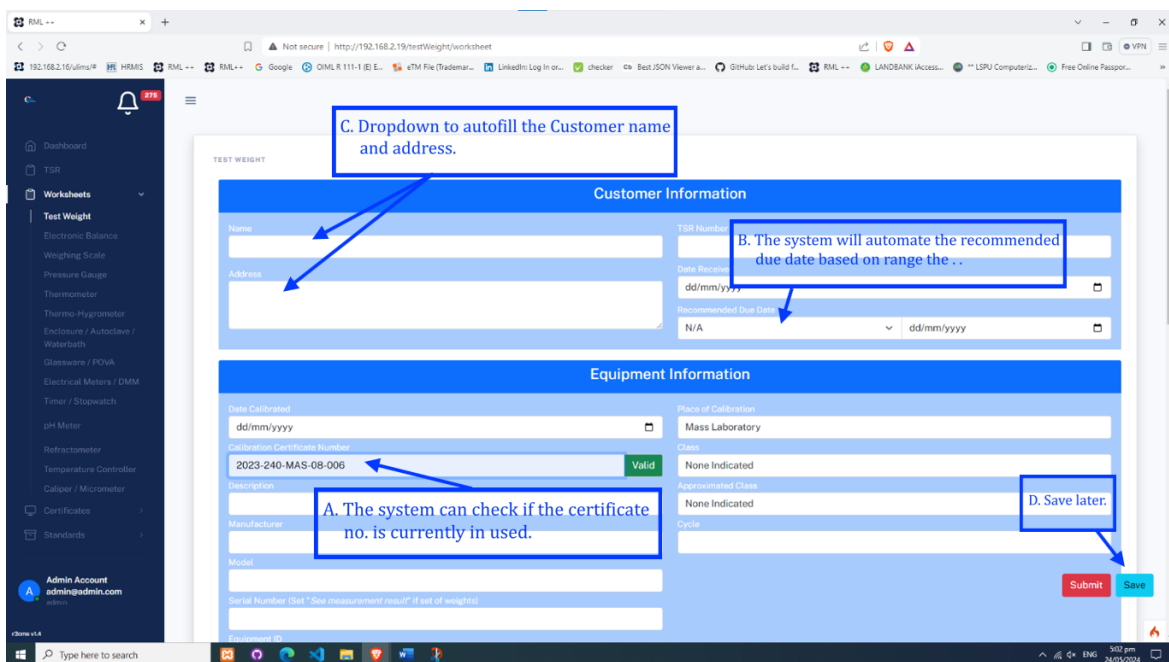 RML ++
Not secure | http://192.168.2.19/testWeight/worksheet
VPN
192.168.2.16/ulims/#
HRMIS
RML ++
RML++
Google
OIML R 111-1 (E) E...
eTM File (Trademar...
LinkedIn: Log In or...
checker
Best JSON Viewer a...
GitHub: Let's build f...
RML ++
LANDBANK iAccess...
** LSPU Computeriz...
Free Online Passpor...
275
Dashboard
TSR
Worksheets
Test Weight
Electronic Balance
Weighing Scale
Pressure Gauge
Thermometer
Thermo-Hygrometer
Enclosure / Autoclave /
Waterbath
Glassware / POVA
Electrical Meters / DMM
Timer / Stopwatch
pH Meter
Refractometer
Temperature Controller
Caliper / Micrometer
Certificates
Standards
A
Admin Account
admin@admin.com
admin
r3oms v1.4
C. Dropdown to autofill the Customer name
and address.
TEST WEIGHT
Customer Information
Name
Address
TSR Number
B. The system will automate the recommended
due date based on range the . .
Date Receive
dd/mm/yyyy
Recommended Due Date
N/A
dd/mm/yyyy
Equipment Information
Date Calibrated
dd/mm/yyyy
Place of Calibration
Mass Laboratory
Calibration Certificate Number
2023-240-MAS-08-006
Valid
Class
None Indicated
Description
Approximated Class
None Indicated
A. The system can check if the certificate
no. is currently in used.
D. Save later.
Manufacturer
Cycle
Model
Submit
Save
Serial Number (Set "See measurement result" if set of weights)
Equipment ID
Type here to search
ENG
5:02 pm
24/05/2024